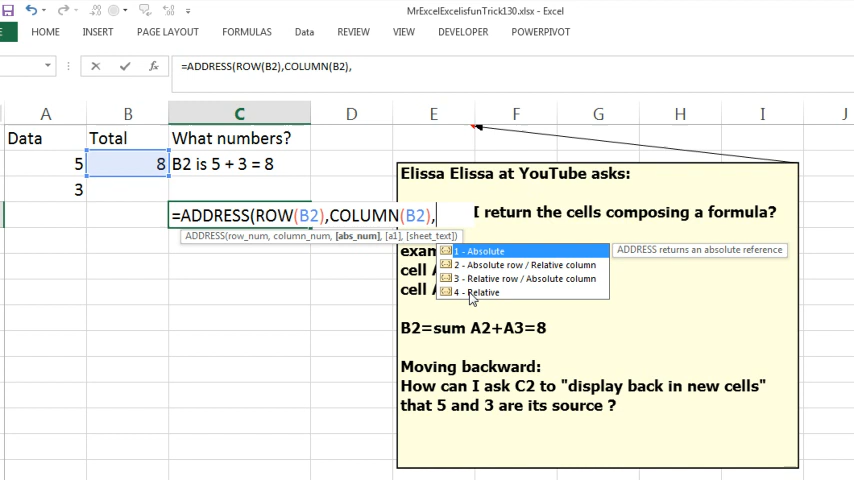 MrExcelExcelisfunTrick130.xlsx - Excel
HOME INSERT PAGE LAYOUT FORMULAS Data REVIEW VIEW DEVELOPER POWERPIVOT
=ADDRESS(ROW(B2),COLUMN(B2),
A B C D E F G H I J
Data Total What numbers?
5 8 B2 is 5 + 3 = 8
3
=ADDRESS(ROW(B2),COLUMN(B2),
ADDRESS(row_num, column_num, [abs_num], [a1], [sheet_text])
1 - Absolute
2 - Absolute row / Relative column
3 - Relative row / Absolute column
4 - Relative
ADDRESS returns an absolute reference
Elissa Elissa at YouTube asks:
I return the cells composing a formula?
exam
cell A
cell A
B2=sum A2+A3=8
Moving backward:
How can I ask C2 to "display back in new cells"
that 5 and 3 are its source ?